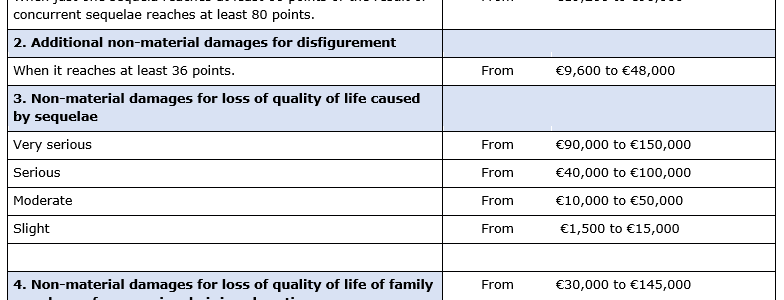 concurrent sequelae reaches at least 80 points.
2. Additional non-material damages for disfigurement
When it reaches at least 36 points. From €9,600 to €48,000
3. Non-material damages for loss of quality of life caused
by sequelae
Very serious From €90,000 to €150,000
Serious From €40,000 to €100,000
Moderate From €10,000 to €50,000
Slight From €1,500 to €15,000
4. Non-material damages for loss of quality of life of family From €30,000 to €145,000